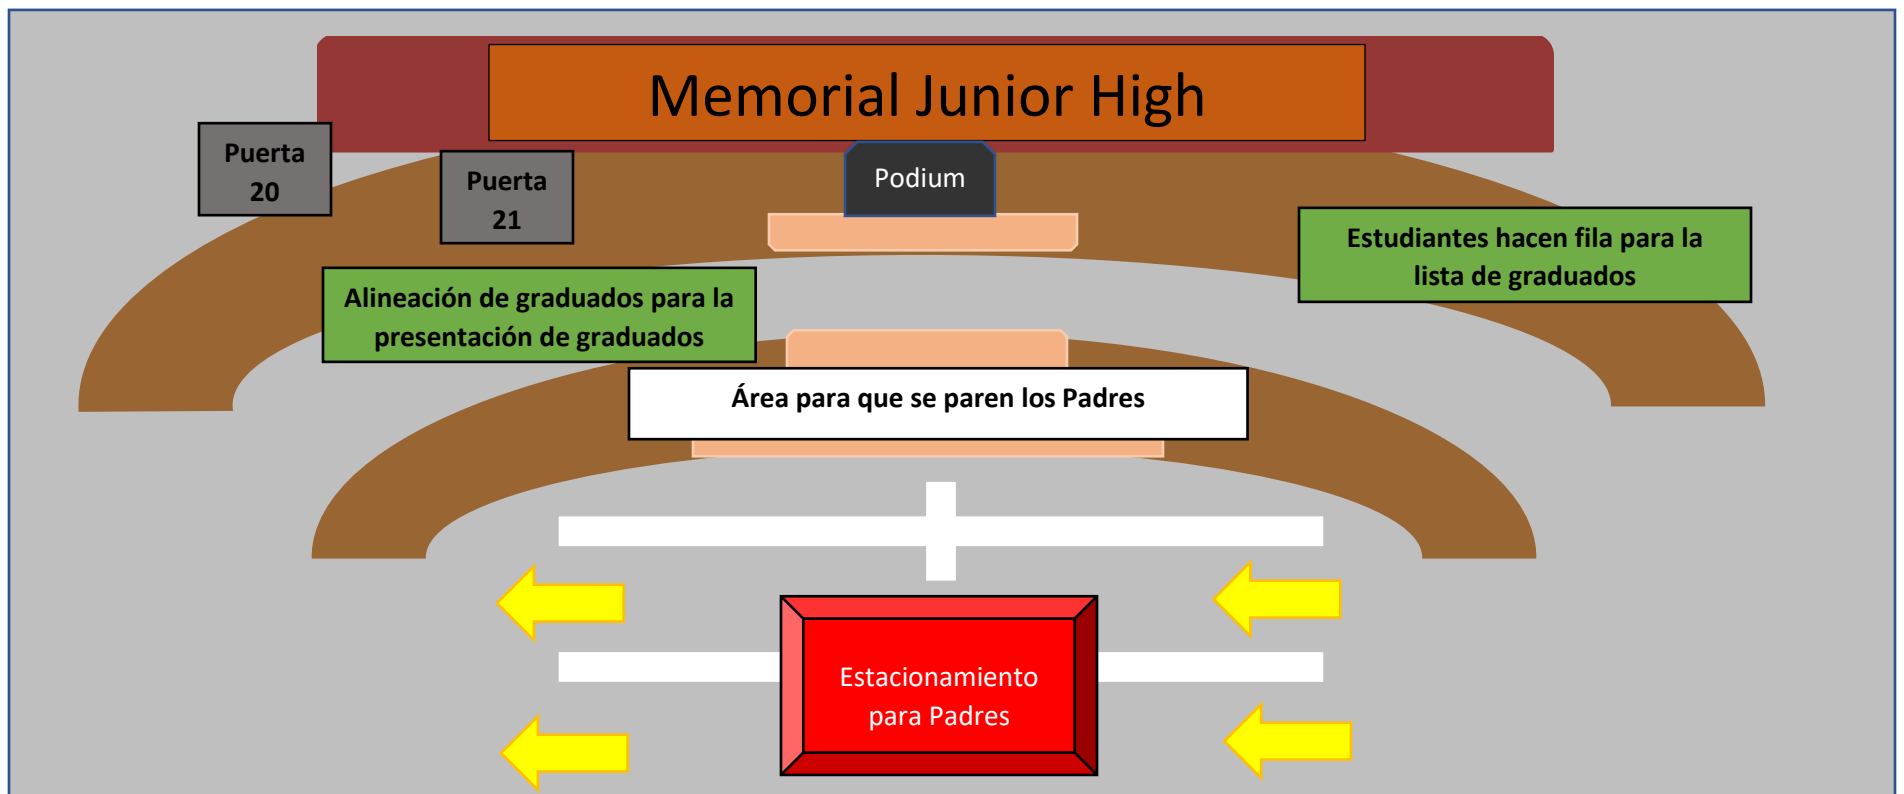 Memorial Junior High
Puerta
20
Puerta
21
Podium
Estudiantes hacen fila para la
lista de graduados
Alineación de graduados para la
presentación de graduados
Área para que se paren los Padres
Estacionamiento
para Padres